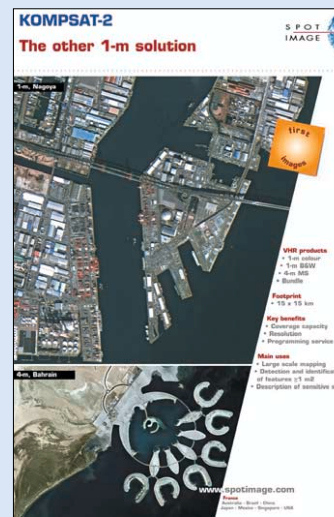 KOMPSAT-2
The other 1-m solution
SPOT
IMAGE
1-m, Nagoya
first
images
VHR products
• 1-m colour
• 1-m B&W
• 4-m MS
• Bundle
Footprint
• 15 x 15 km
Key benefits
• Coverage capacity
• Resolution
• Programming service
Main uses
• Large scale mapping
• Detection and identificat
of features ≥1 m2
• Description of sensitive s
4-m, Bahrain
www.spotimage.com
France
Australia - Brazil - China
Japan - Mexico - Singapore - USA